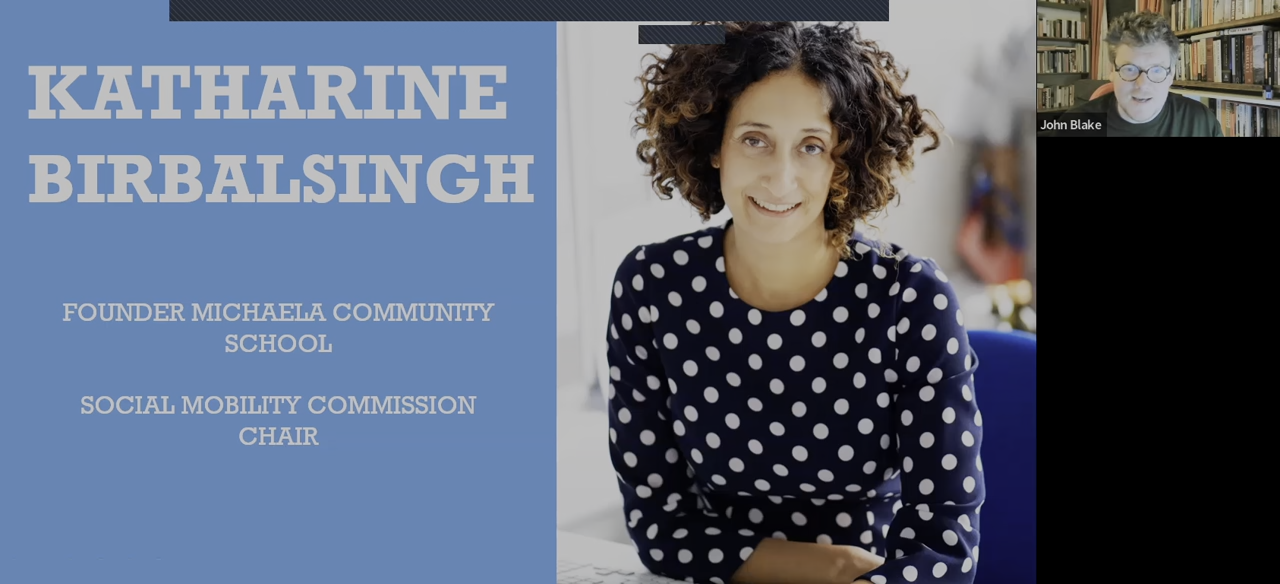 KATHARINE
BIRBALSINGH
FOUNDER MICHAELA COMMUNITY
SCHOOL
SOCIAL MOBILITY COMMISSION
CHAIR
John Blake